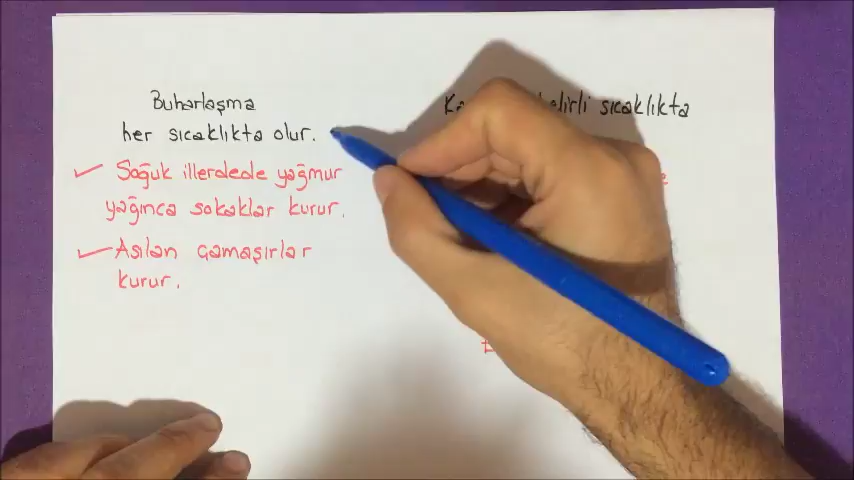 Buharlaşma
her sıcaklıkta olur.
Soğuk illerdede yağmur
yağınca sokaklar kurur.
Asılan çamaşırlar
kurur.
belirli sıcaklıkta